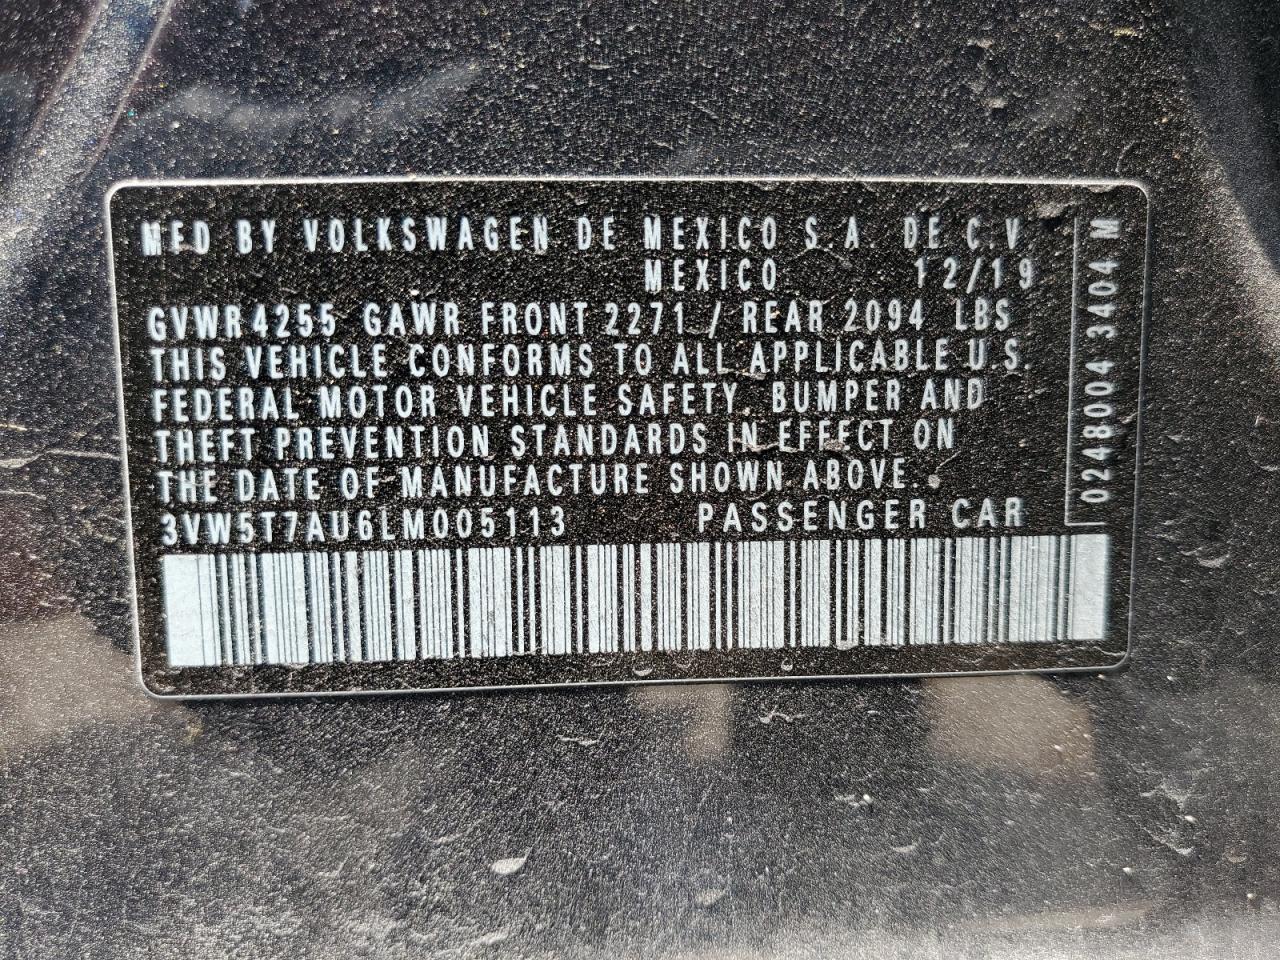 MFD BY VOLKSWAGEN DE MEXICO S.A. DE C.V
MEXICO 12/19
GVWR 4255 GAWR FRONT 2271 / REAR 2094 LBS
THIS VEHICLE CONFORMS TO ALL APPLICABLE U.S.
FEDERAL MOTOR VEHICLE SAFETY, BUMPER AND
THEFT PREVENTION STANDARDS IN EFFECT ON
THE DATE OF MANUFACTURE SHOWN ABOVE.
3VW5T7AU6LM005113 PASSENGER CAR
0248004 3404 M